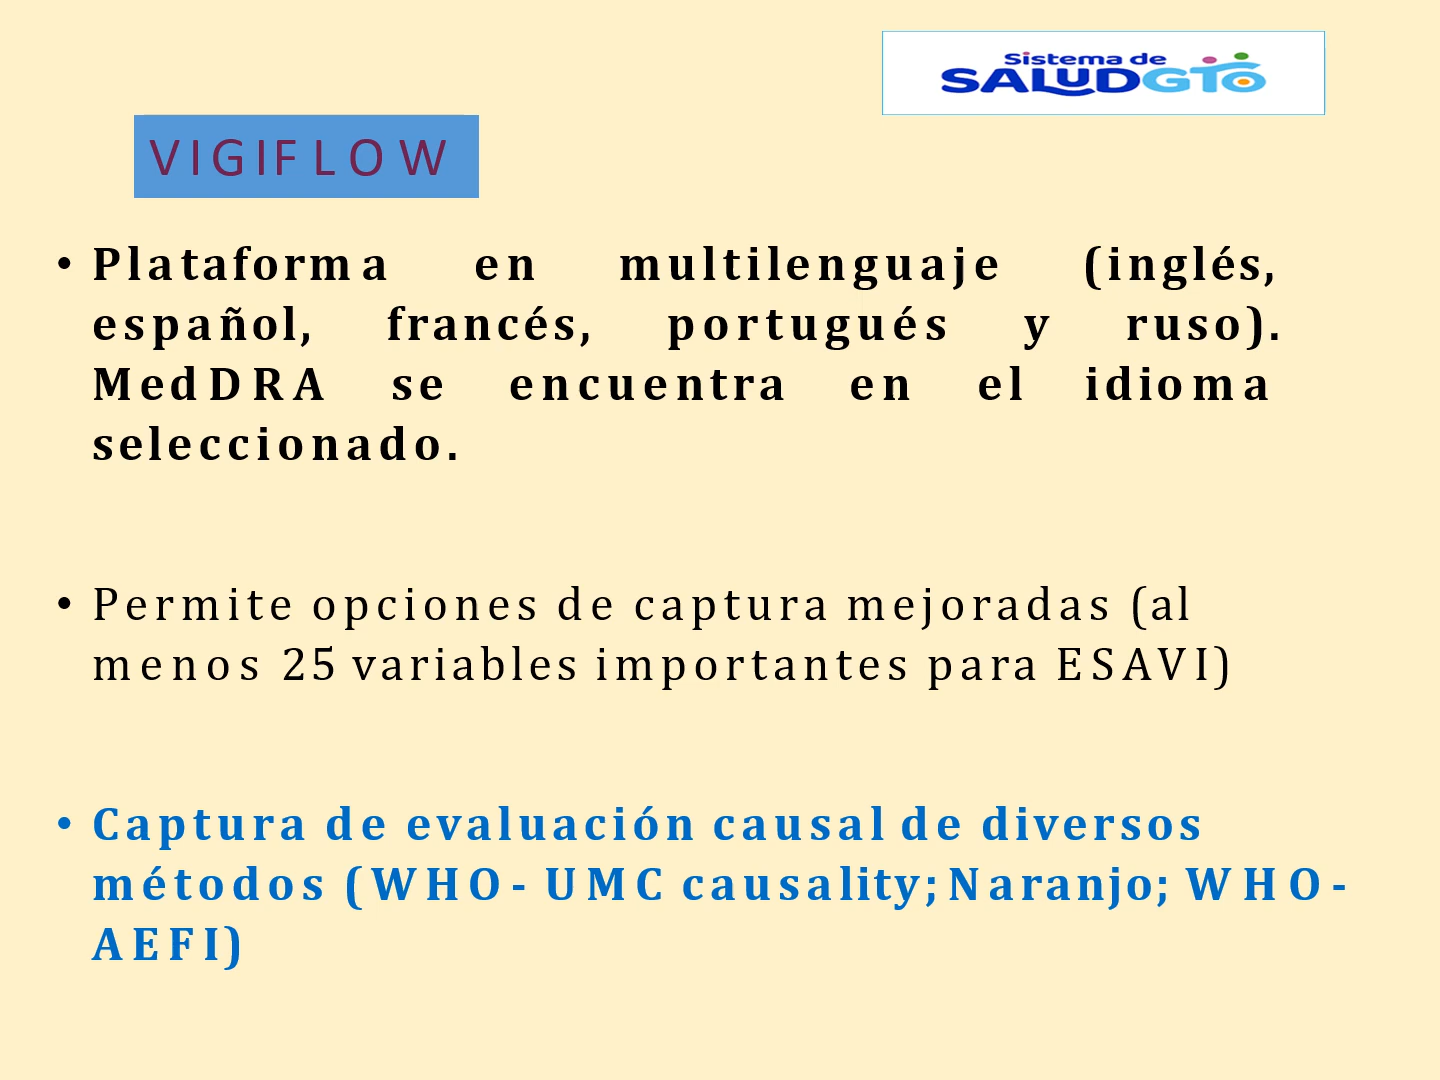 Sistema de
SALUDGTO
VIGIFLOW
• Plataforma en multilenguaje (inglés,
español, francés, portugués y ruso).
MedDRA se encuentra en el idioma
seleccionado.
• Permite opciones de captura mejoradas (al
menos 25 variables importantes para ESAVI)
• Captura de evaluación causal de diversos
métodos (WHO- UMC causality; Naranjo; WHO-
AEFI)